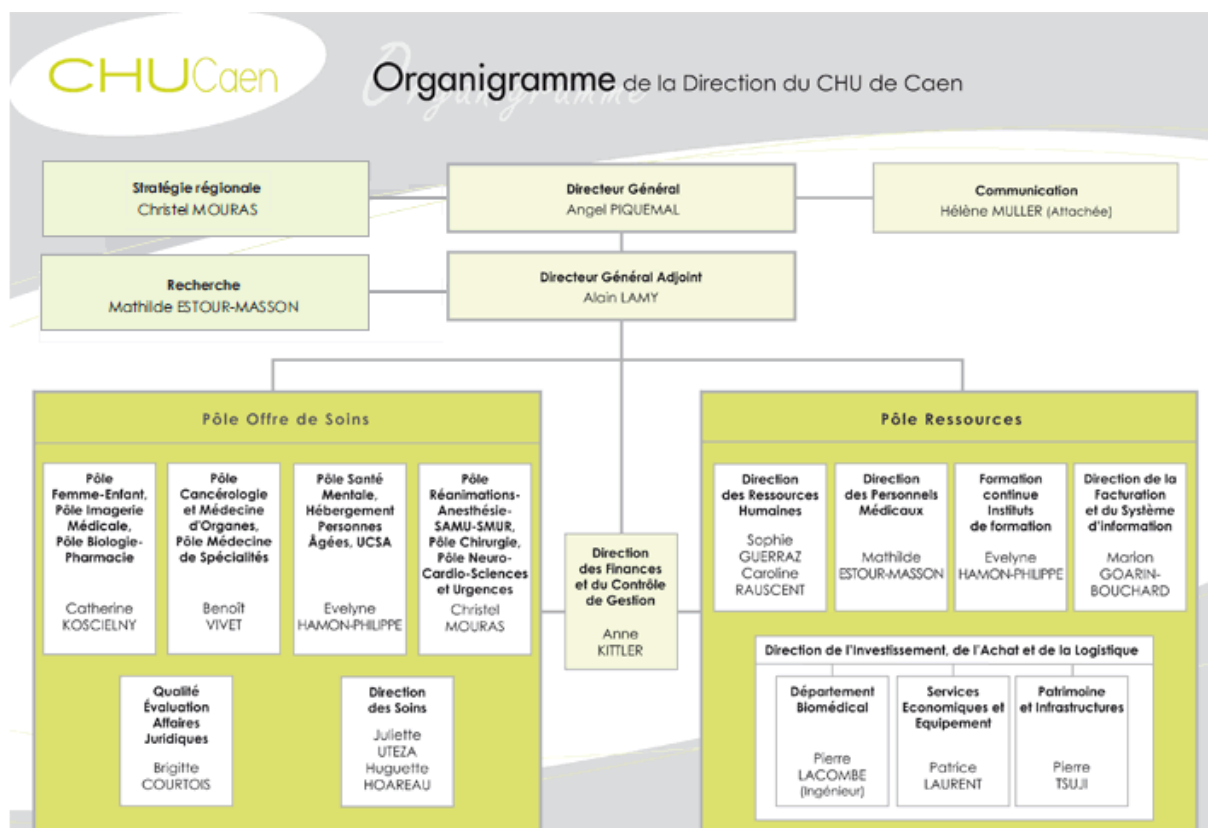 CHUCaen
Organigramme de la Direction du CHU de Caen
Organigramme
Stratégie régionale
Christel MOURAS
Directeur Général
Angel PIQUEMAL
Communication
Hélène MULLER (Attachée)
Recherche
Mathilde ESTOUR-MASSON
Directeur Général Adjoint
Alain LAMY
Pôle Offre de Soins
Pôle
Femme-Enfant,
Pôle Imagerie
Médicale,
Pôle Biologie-
Pharmacie
Catherine
KOSCIELNY
Pôle
Cancérologie
et Médecine
d'Organes,
Pôle Médecine
de Spécialités
Benoît
VIVET
Pôle Santé
Mentale,
Hébergement
Personnes
Âgées, UCSA
Evelyne
HAMON-PHILIPPE
Pôle
Réanimations-
Anesthésie-
SAMU-SMUR,
Pôle Chirurgie,
Pôle Neuro-
Cardio-Sciences
et Urgences
Christel
MOURAS
Qualité
Évaluation
Affaires
Juridiques
Brigitte
COURTOIS
Direction
des Soins
Juliette
UTEZA
Huguette
HOAREAU
Direction
des Finances
et du Contrôle
de Gestion
Anne
KITTLER
Pôle Ressources
Direction
des Ressources
Humaines
Sophie
GUERRAZ
Caroline
RAUSCENT
Direction
des Personnels
Médicaux
Mathilde
ESTOUR-MASSON
Formation
continue
Instituts
de formation
Evelyne
HAMON-PHILIPPE
Direction de la
Facturation
et du Système
d'information
Marion
GOARIN-
BOUCHARD
Direction de l'Investissement, de l'Achat et de la Logistique
Département
Biomédical
Pierre
LACOMBE
(Ingénieur)
Services
Economiques et
Equipement
Patrice
LAURENT
Patrimoine
et Infrastructures
Pierre
TSUJI